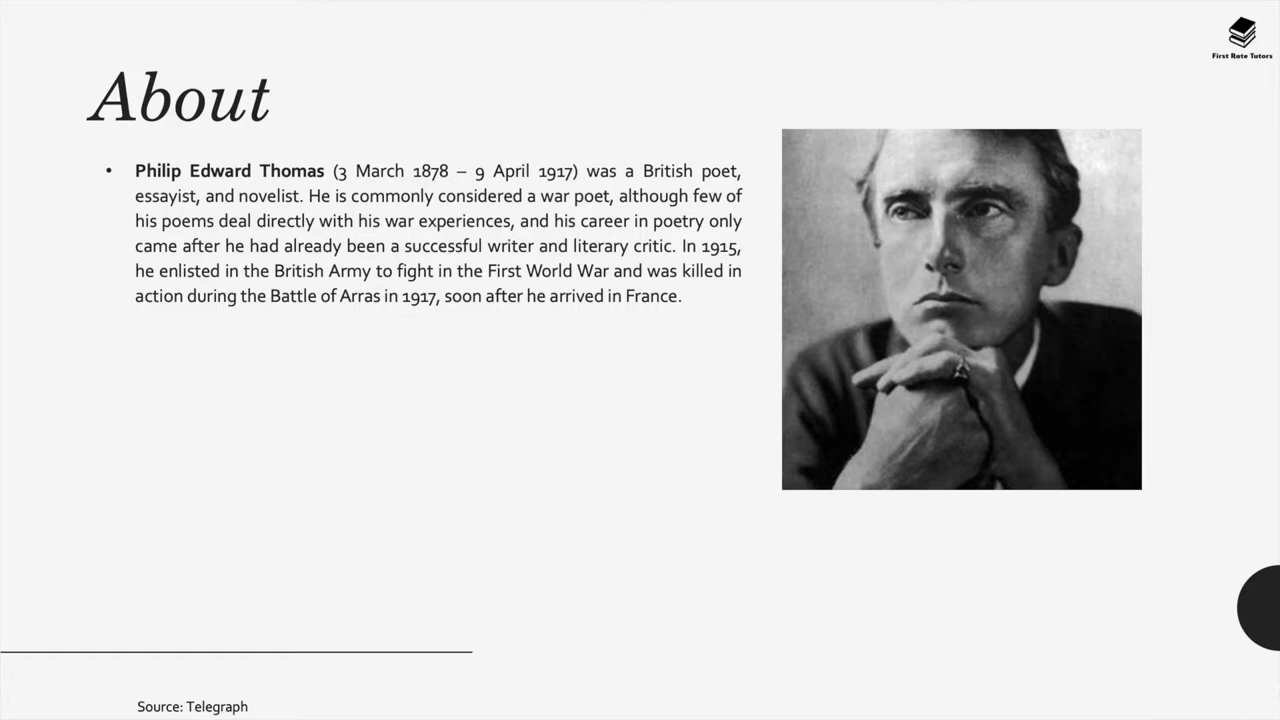 First Rate Tutors
About
• Philip Edward Thomas (3 March 1878 – 9 April 1917) was a British poet,
essayist, and novelist. He is commonly considered a war poet, although few of
his poems deal directly with his war experiences, and his career in poetry only
came after he had already been a successful writer and literary critic. In 1915,
he enlisted in the British Army to fight in the First World War and was killed in
action during the Battle of Arras in 1917, soon after he arrived in France.
Source: Telegraph